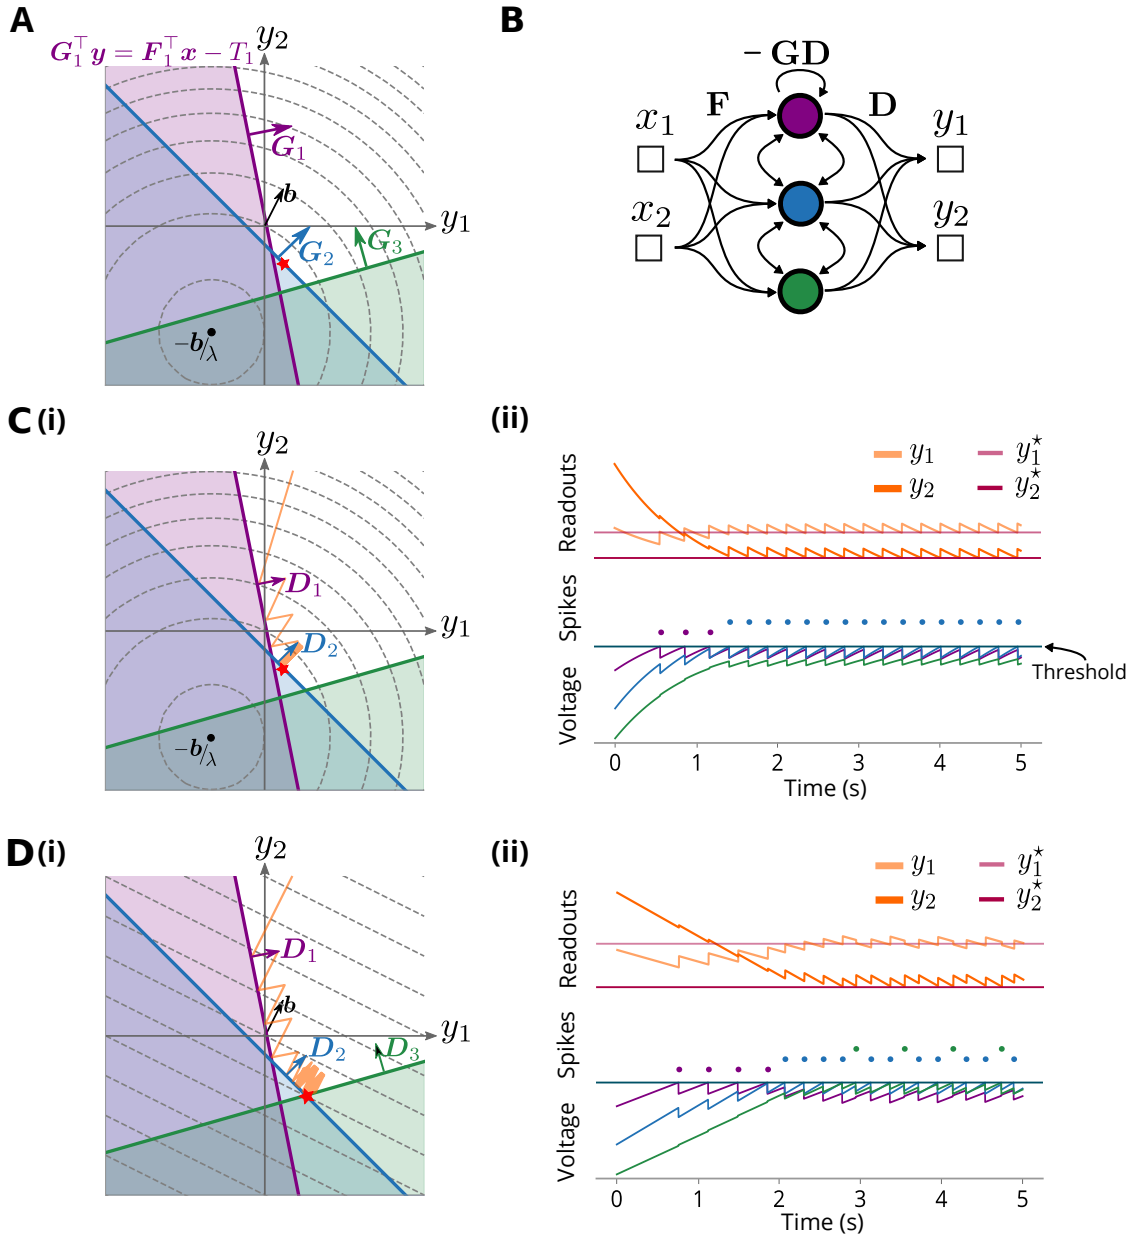 A
G₁⊤y = F₁⊤x − T₁
y₂
G₁
b
y₁
G₂
G₃
−b/λ
B
−GD
F
D
x₁
y₁
x₂
y₂
C (i)
y₂
D₁
y₁
D₂
−b/λ
(ii)
Readouts
y₁
y₁⋆
y₂
y₂⋆
Spikes
Voltage
Threshold
0 1 2 3 4 5
Time (s)
D (i)
y₂
D₁
b
y₁
D₂
D₃
(ii)
Readouts
y₁
y₁⋆
y₂
y₂⋆
Spikes
Voltage
0 1 2 3 4 5
Time (s)